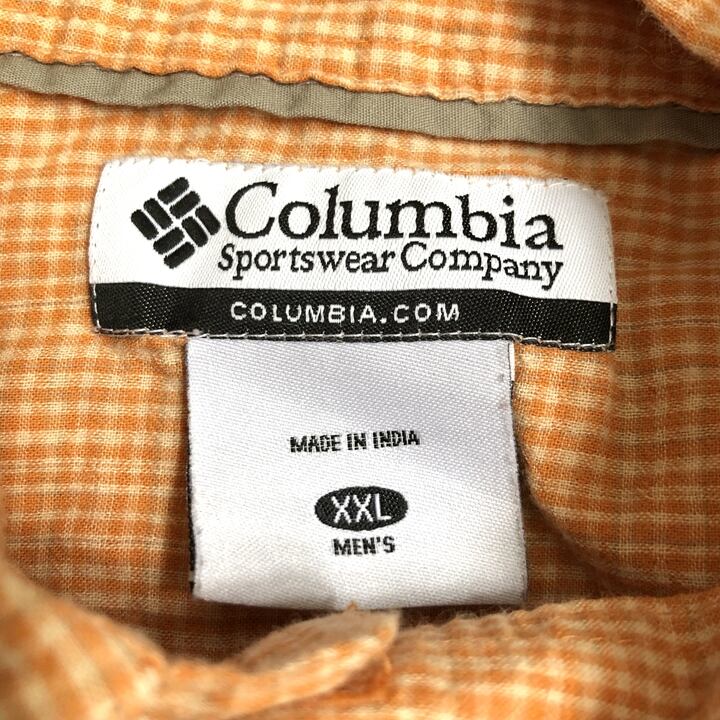 Columbia
Sportswear Company
COLUMBIA.COM
MADE IN INDIA
XXL
MEN'S